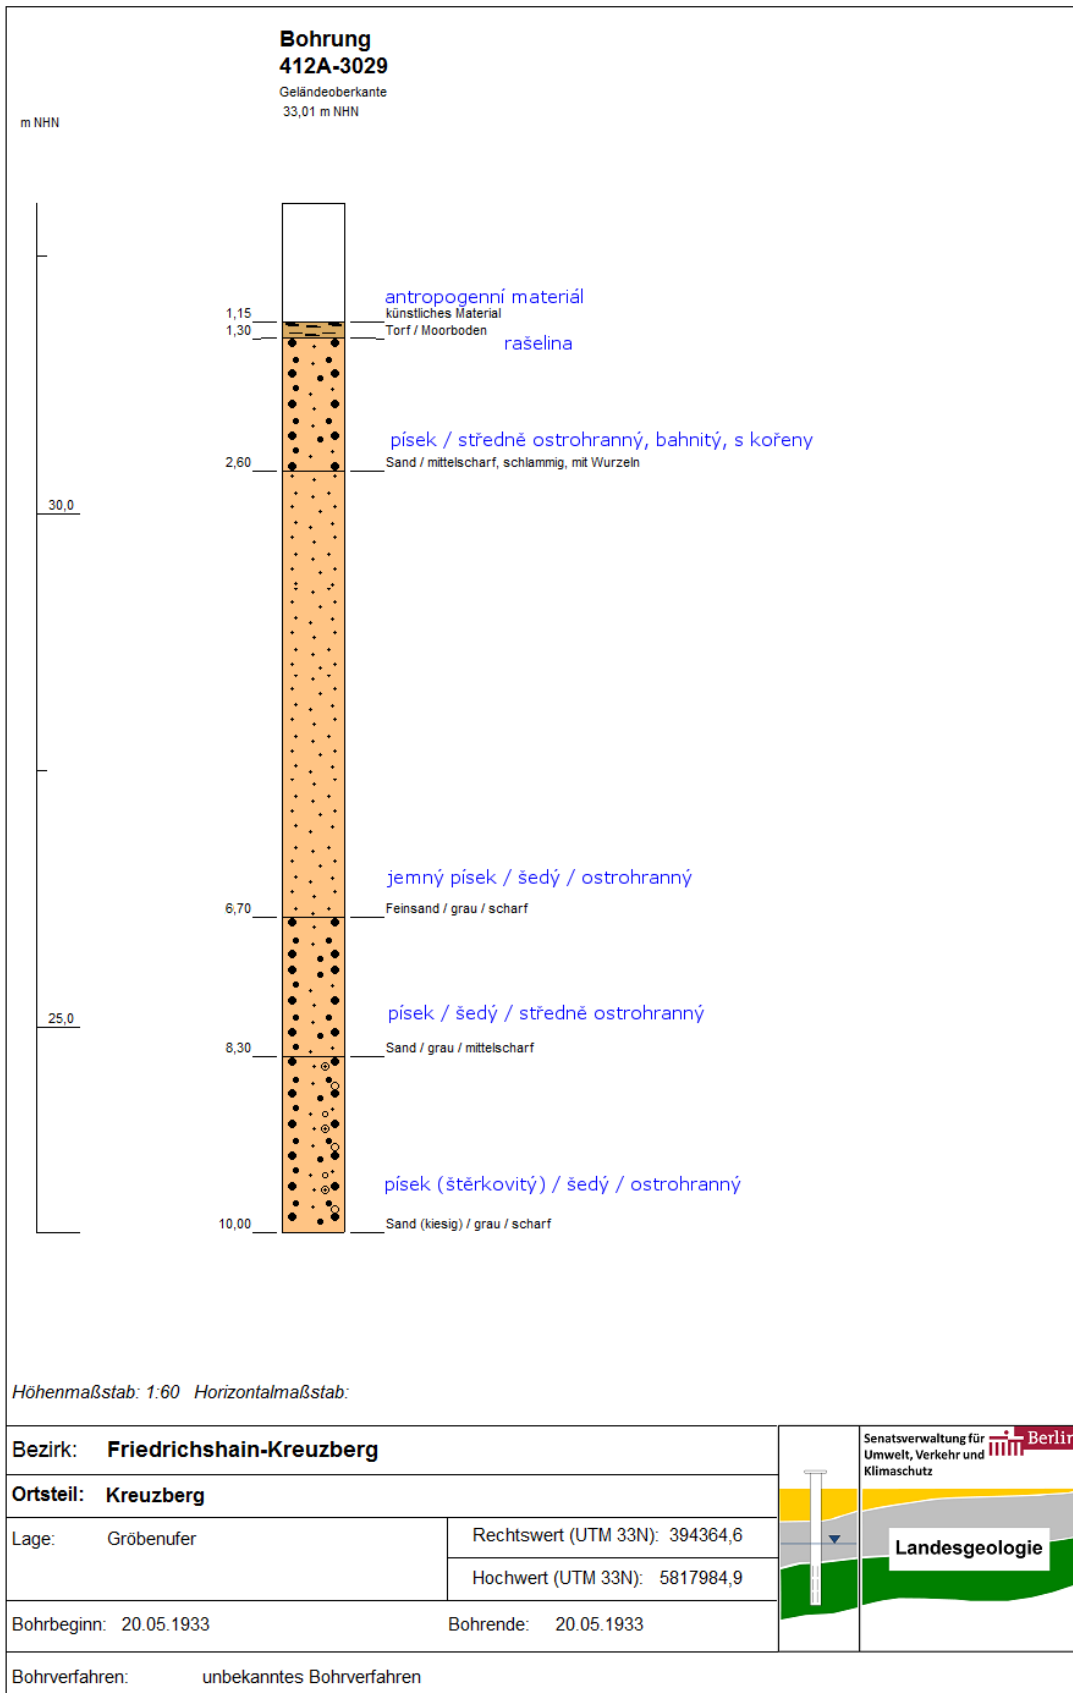 Bohrung
412A-3029
Geländeoberkante
33,01 m NHN
m NHN
antropogenní materiál
1,15 künstliches Material
1,30 Torf / Moorboden
rašelina
písek / středně ostrohranný, bahnitý, s kořeny
2,60 Sand / mittelscharf, schlammig, mit Wurzeln
30,0
jemný písek / šedý / ostrohranný
6,70 Feinsand / grau / scharf
písek / šedý / středně ostrohranný
25,0
8,30 Sand / grau / mittelscharf
písek (štěrkovitý) / šedý / ostrohranný
10,00 Sand (kiesig) / grau / scharf
Höhenmaßstab: 1:60 Horizontalmaßstab:
Bezirk: Friedrichshain-Kreuzberg
Senatsverwaltung für
Umwelt, Verkehr und
Klimaschutz
Berlin
Ortsteil: Kreuzberg
Lage: Gröbenufer
Rechtswert (UTM 33N): 394364,6
Hochwert (UTM 33N): 5817984,9
Landesgeologie
Bohrbeginn: 20.05.1933 Bohrende: 20.05.1933
Bohrverfahren: unbekanntes Bohrverfahren